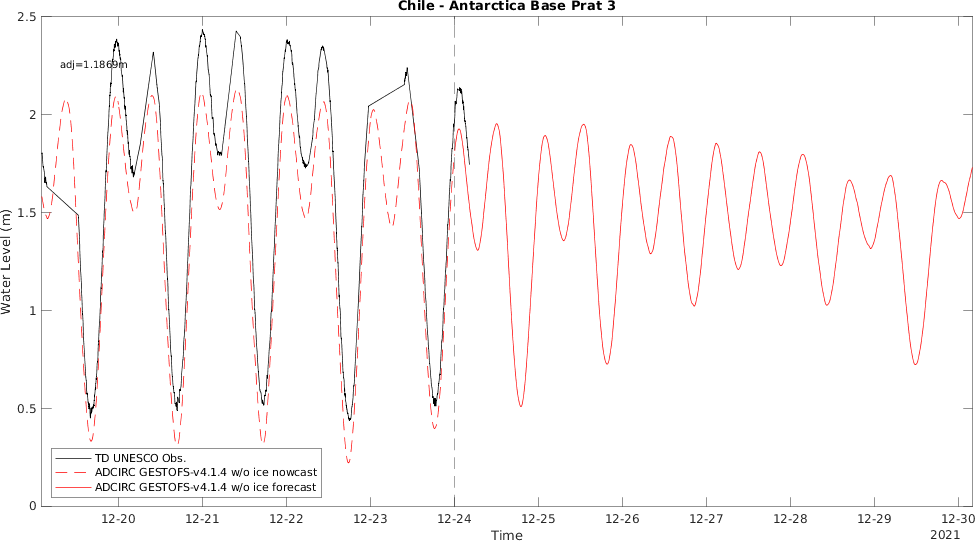 Chile - Antarctica Base Prat 3
2.5
adj=1.1869m
2
1.5
Water Level (m)
1
0.5
TD UNESCO Obs.
ADCIRC GESTOFS-v4.1.4 w/o ice nowcast
ADCIRC GESTOFS-v4.1.4 w/o ice forecast
0
12-20 12-21 12-22 12-23 12-24 12-25 12-26 12-27 12-28 12-29 12-30
Time
2021